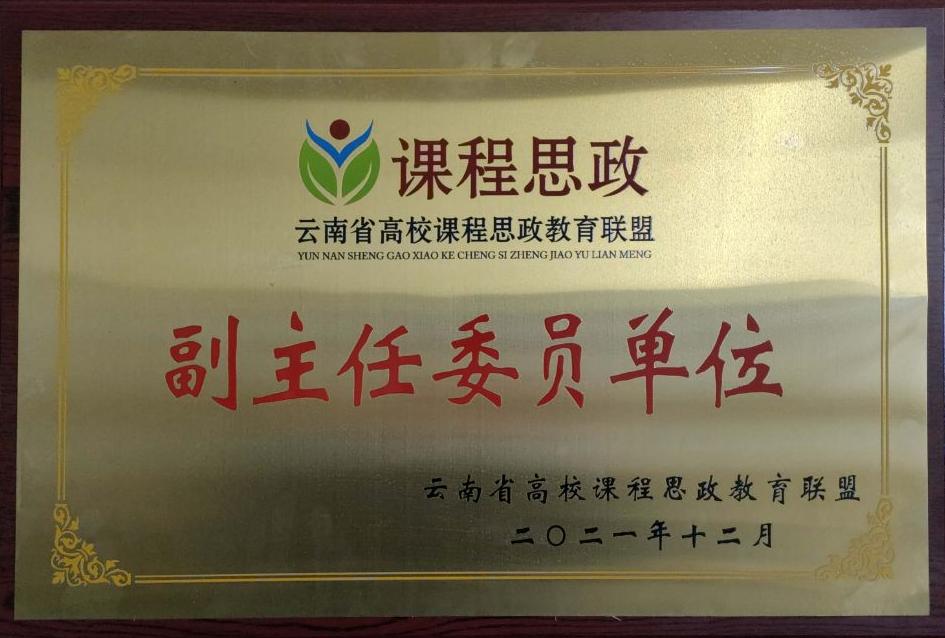 课程思政
云南省高校课程思政教育联盟
YUN NAN SHENG GAO XIAO KE CHENG SI ZHENG JIAO YU LIAN MENG
副主任委员单位
云南省高校课程思政教育联盟
二〇二一年十二月